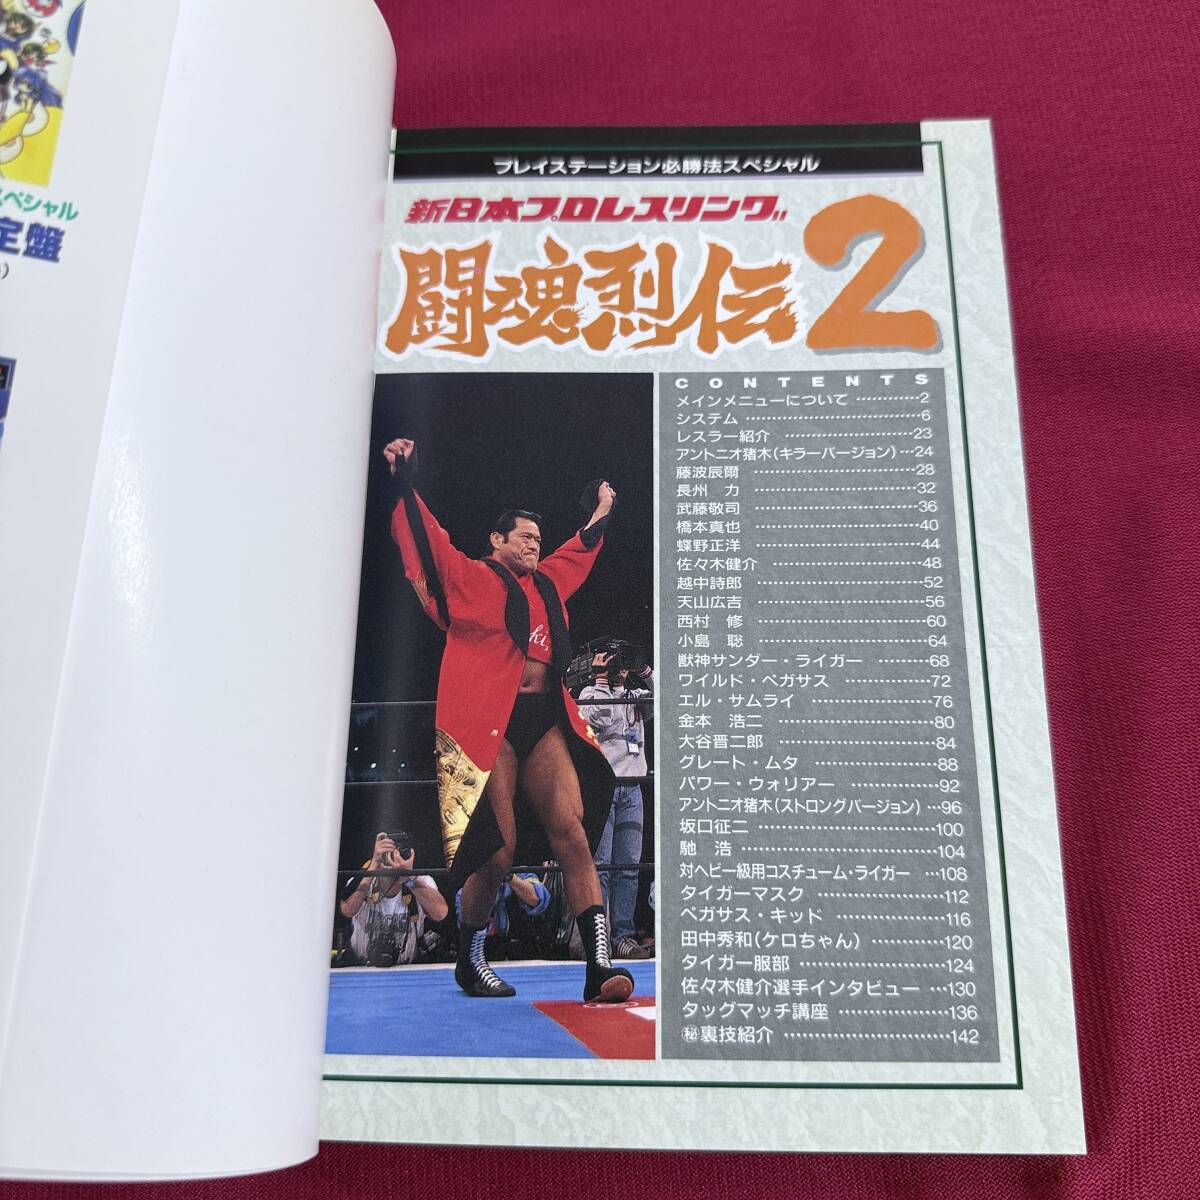 スペシャル
定盤
プレイステーション必勝法スペシャル
新日本プロレスリング
闘魂烈伝2
CONTENTS
メインメニューについて …………2
システム ……………………………6
レスラー紹介 ……………………23
アントニオ猪木(キラーバージョン) …24
藤波辰爾 …………………………28
長州 力 …………………………32
武藤敬司 …………………………36
橋本真也 …………………………40
蝶野正洋 …………………………44
佐々木健介 ………………………48
越中詩郎 …………………………52
天山広吉 …………………………56
西村 修 …………………………60
小島 聡 …………………………64
獣神サンダー・ライガー ………68
ワイルド・ペガサス ……………72
エル・サムライ …………………76
金本 浩二 ………………………80
大谷晋二郎 ………………………84
グレート・ムタ …………………88
パワー・ウォリアー ……………92
アントニオ猪木(ストロングバージョン) …96
坂口征二 ………………………100
馳 浩 …………………………104
対ヘビー級用コスチューム・ライガー …108
タイガーマスク ………………112
ペガサス・キッド ……………116
田中秀和(ケロちゃん) …………120
タイガー服部 …………………124
佐々木健介選手インタビュー …130
タッグマッチ講座 ……………136
㊙裏技紹介 ……………………142